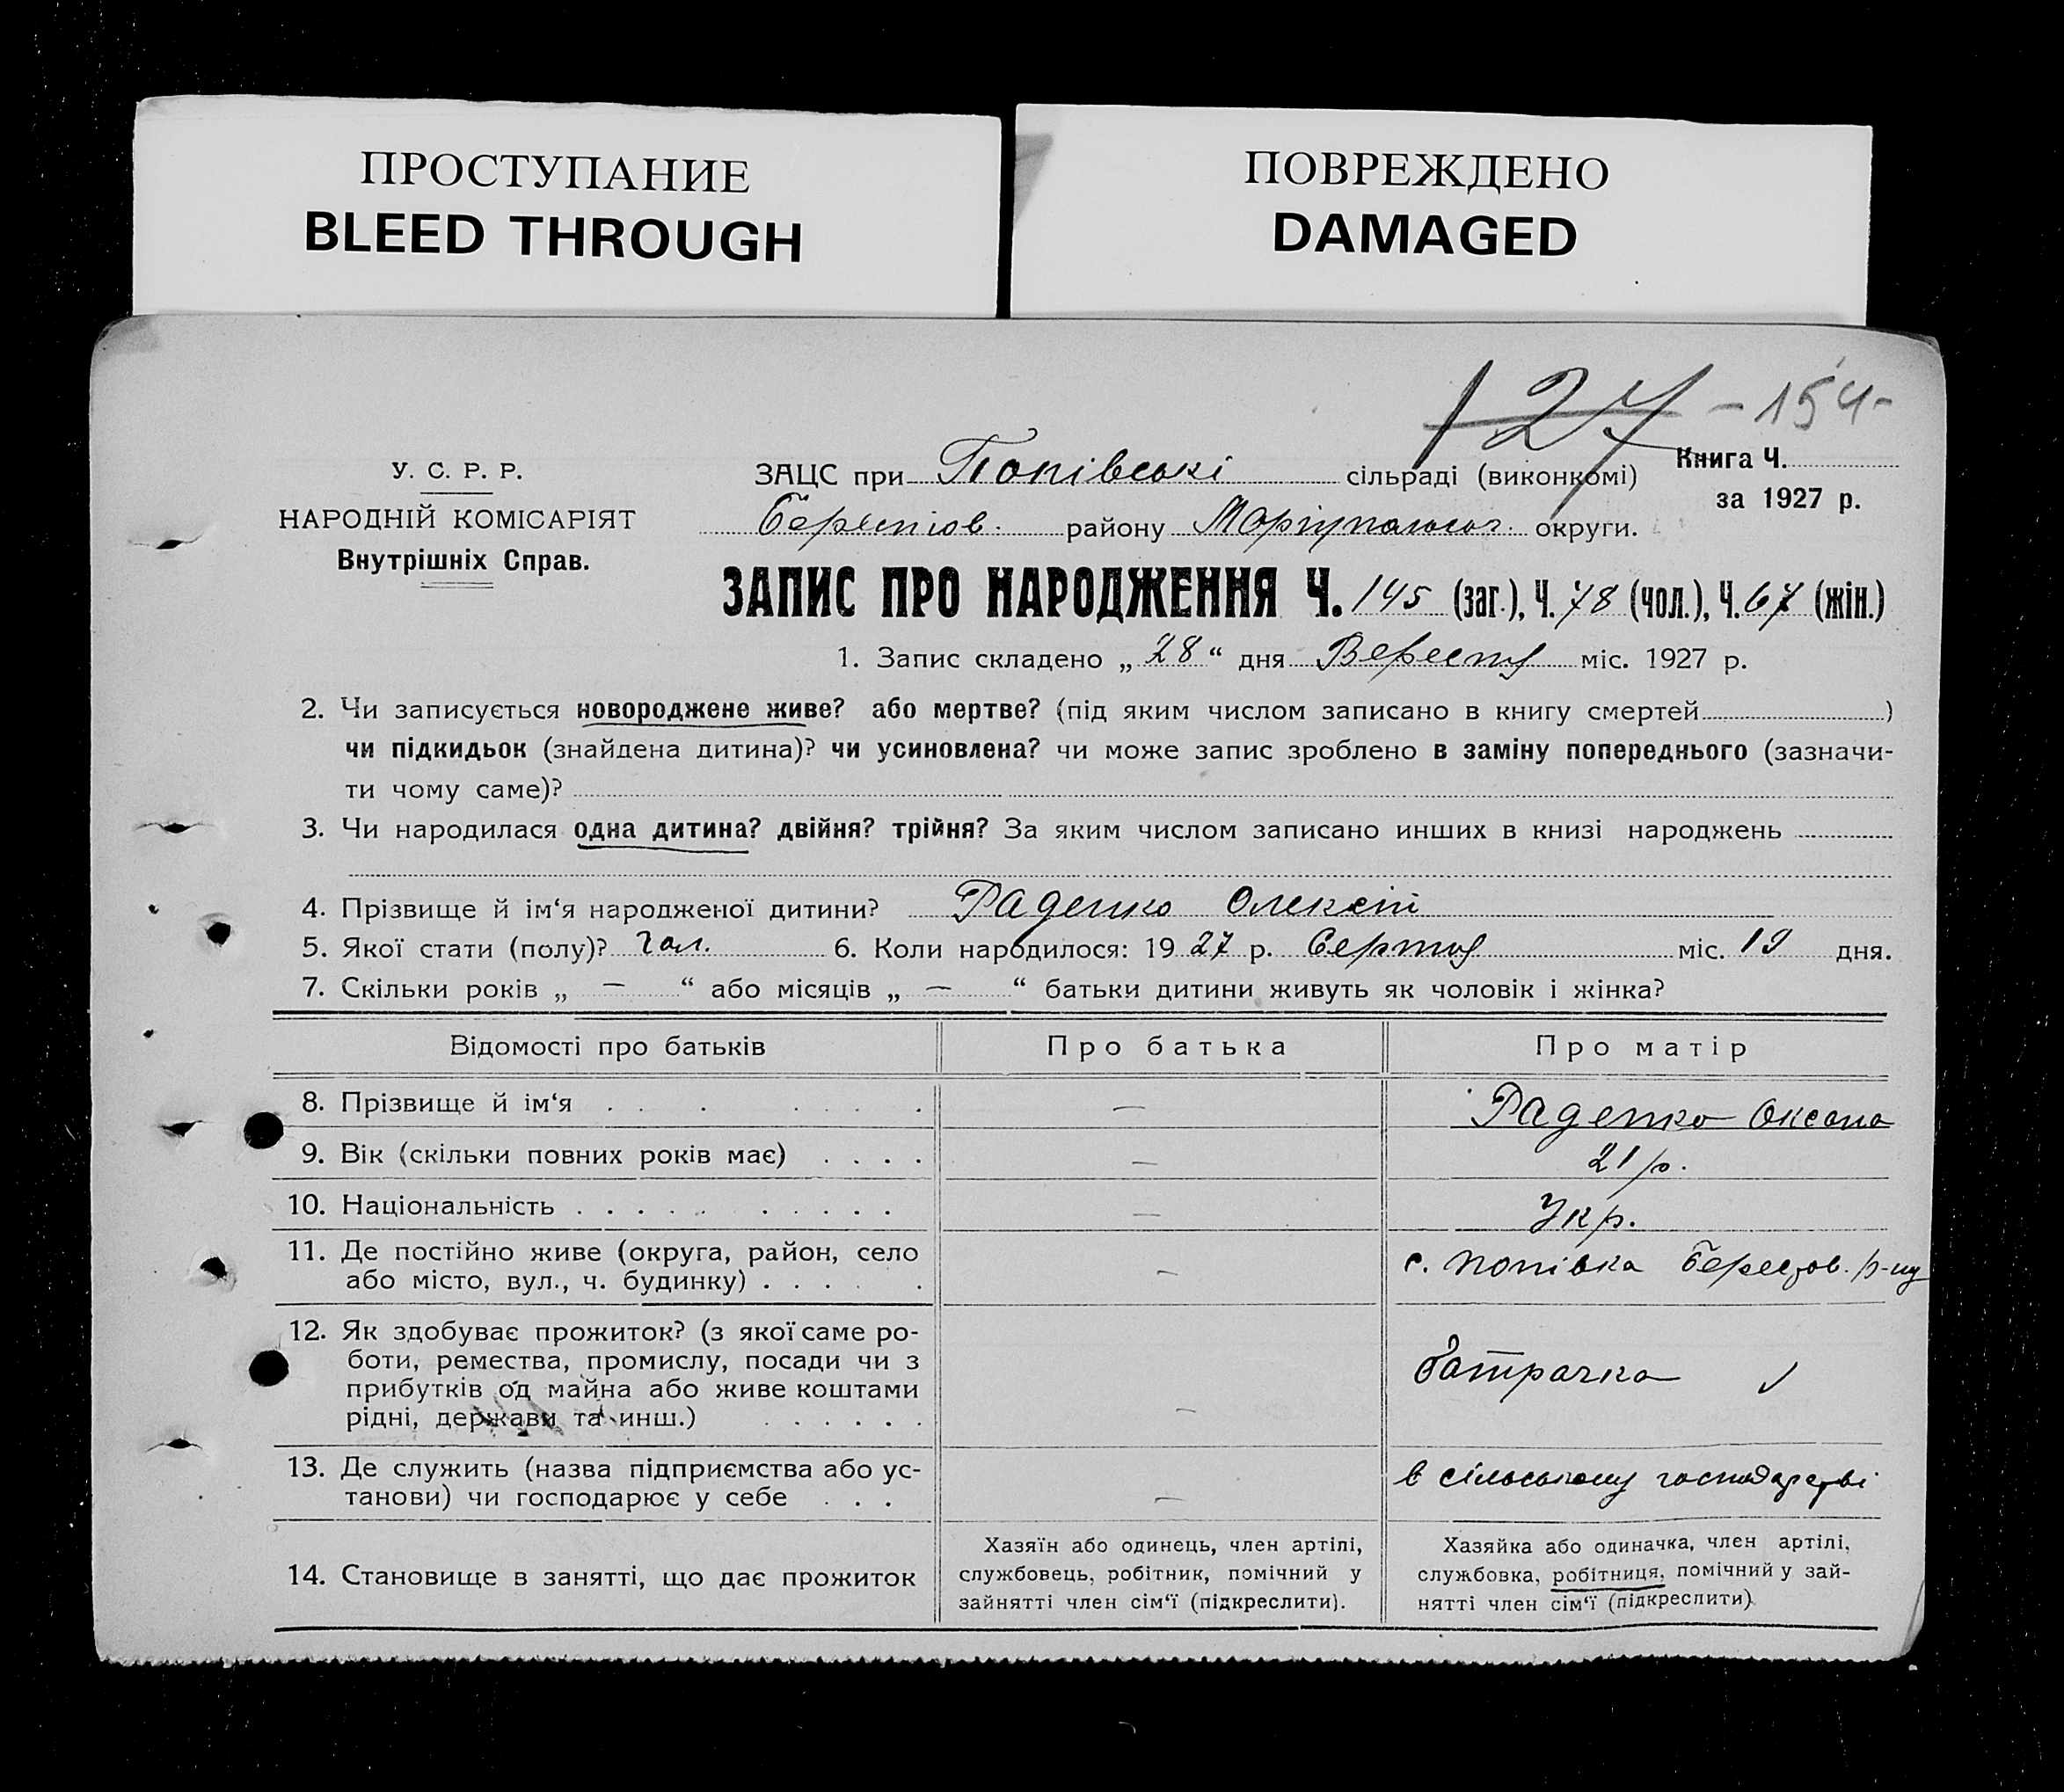 ПРОСТУПАНИЕ
BLEED THROUGH
ПОВРЕЖДЕНО
DAMAGED
127 - 154-
У. С. Р. Р.
НАРОДНІЙ КОМІСАРІЯТ
Внутрішніх Справ.
ЗАЦС при Попівські сільраді (виконкомі)
Книга Ч.
за 1927 р.
Берестов. району Маріупольськ. округи.
ЗАПИС ПРО НАРОДЖЕННЯ Ч. 145 (заг.), Ч. 78 (чол.), Ч. 67 (жін.)
1. Запис складено „ 28 “ дня Вересня міс. 1927 р.
2. Чи записується новороджене живе? або мертве? (під яким числом записано в книгу смертей )
чи підкидьок (знайдена дитина)? чи усиновлена? чи може запис зроблено в заміну попереднього (зазначи-
ти чому саме)?
3. Чи народилася одна дитина? двійня? трійня? За яким числом записано инших в книзі народжень
4. Прізвище й ім‘я народженої дитини? Раденко Олексій
5. Якої стати (полу)? чол. 6. Коли народилося: 19 27 р. міс. 19 дня.
7. Скільки років „ — “ або місяців „ — “ батьки дитини живуть як чоловік і жінка?
Відомості про батьків Про батька Про матір
8. Прізвище й ім‘я — Раденко Оксана
9. Вік (скільки повних років має) — 21 р.
10. Національність — Укр.
11. Де постійно живе (округа, район, село
або місто, вул., ч. будинку) — с. Попівка Берестов. р-ну
12. Як здобуває прожиток? (з якої саме ро-
боти, ремества, промислу, посади чи з
прибутків од майна або живе коштами
рідні, держави та инш.) — батрачка
13. Де служить (назва підприємства або ус-
танови) чи господарює у себе — в сільському господарстві
14. Становище в занятті, що дає прожиток
Хазяїн або одинець, член артілі,
службовець, робітник, помічний у
зайнятті член сім‘ї (підкреслити).
Хазяйка або одиначка, член артілі,
службовка, робітниця, помічний у зай-
нятті член сім‘ї (підкреслити)